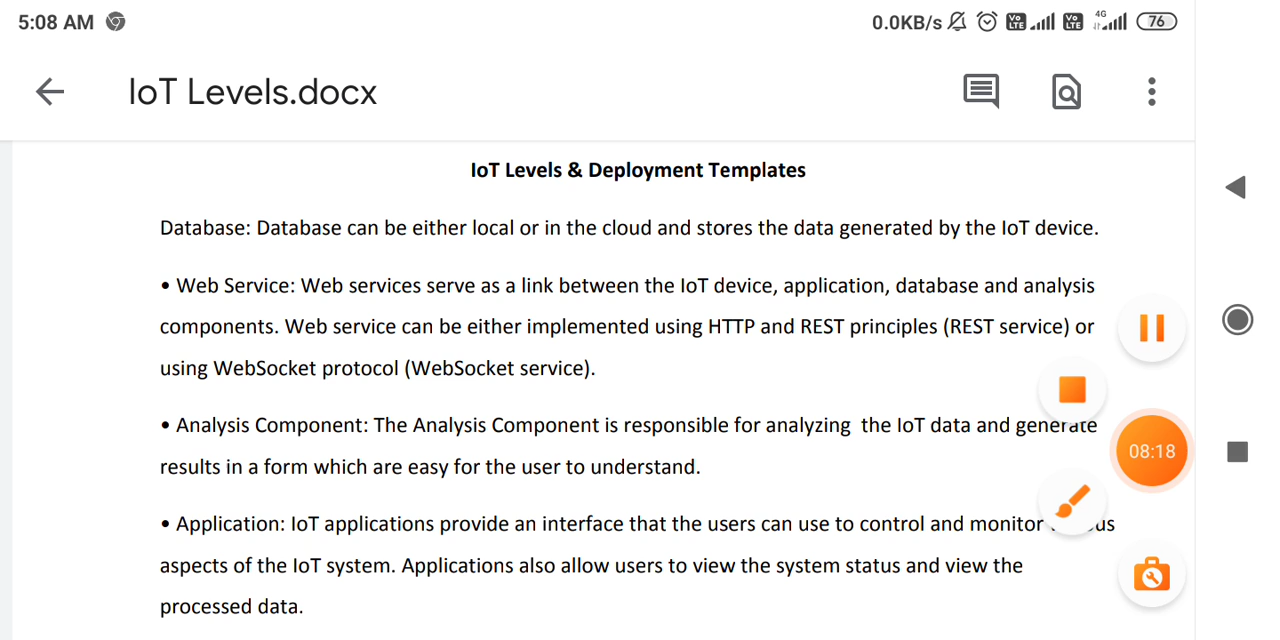 5:08 AM 0.0KB/s Vo LTE Vo LTE 4G 76
IoT Levels.docx
IoT Levels & Deployment Templates
Database: Database can be either local or in the cloud and stores the data generated by the IoT device.
• Web Service: Web services serve as a link between the IoT device, application, database and analysis
components. Web service can be either implemented using HTTP and REST principles (REST service) or
using WebSocket protocol (WebSocket service).
• Analysis Component: The Analysis Component is responsible for analyzing  the IoT data and generate
results in a form which are easy for the user to understand.
08:18
• Application: IoT applications provide an interface that the users can use to control and monitor
aspects of the IoT system. Applications also allow users to view the system status and view the
processed data.